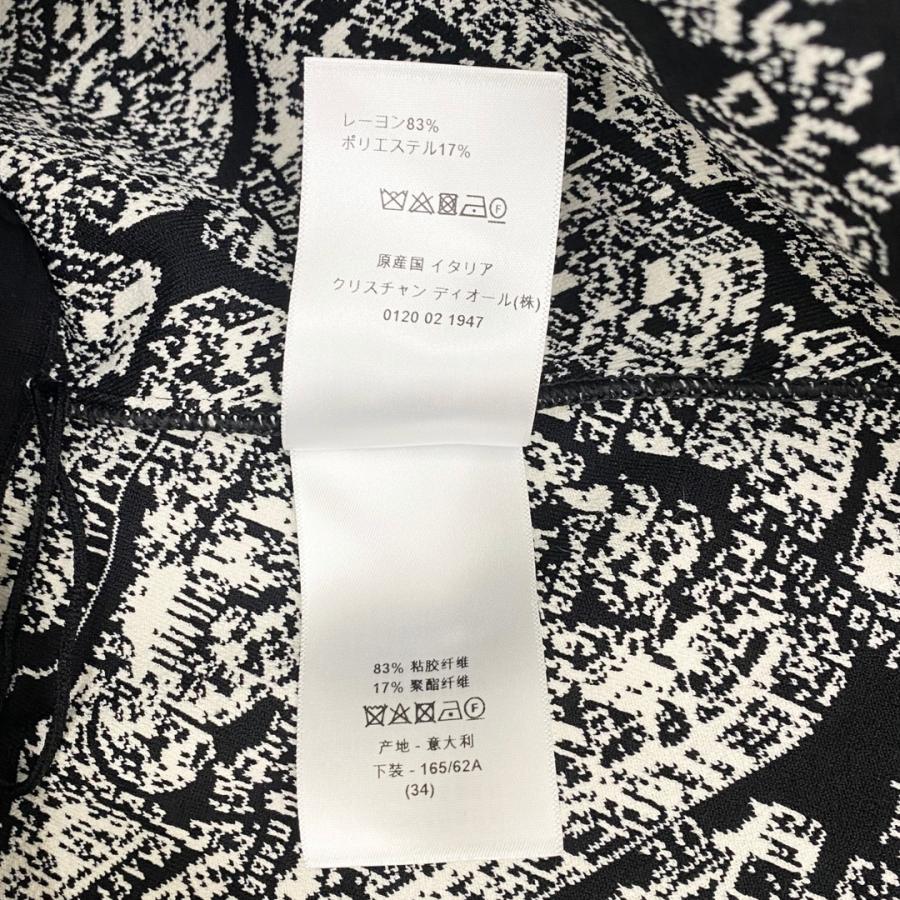 レーヨン83%
ポリエステル17%
F
原産国 イタリア
クリスチャン ディオール(株)
0120 02 1947
83% 粘胶纤维
17% 聚酯纤维
F
产地 - 意大利
下装 - 165/62A
(34)